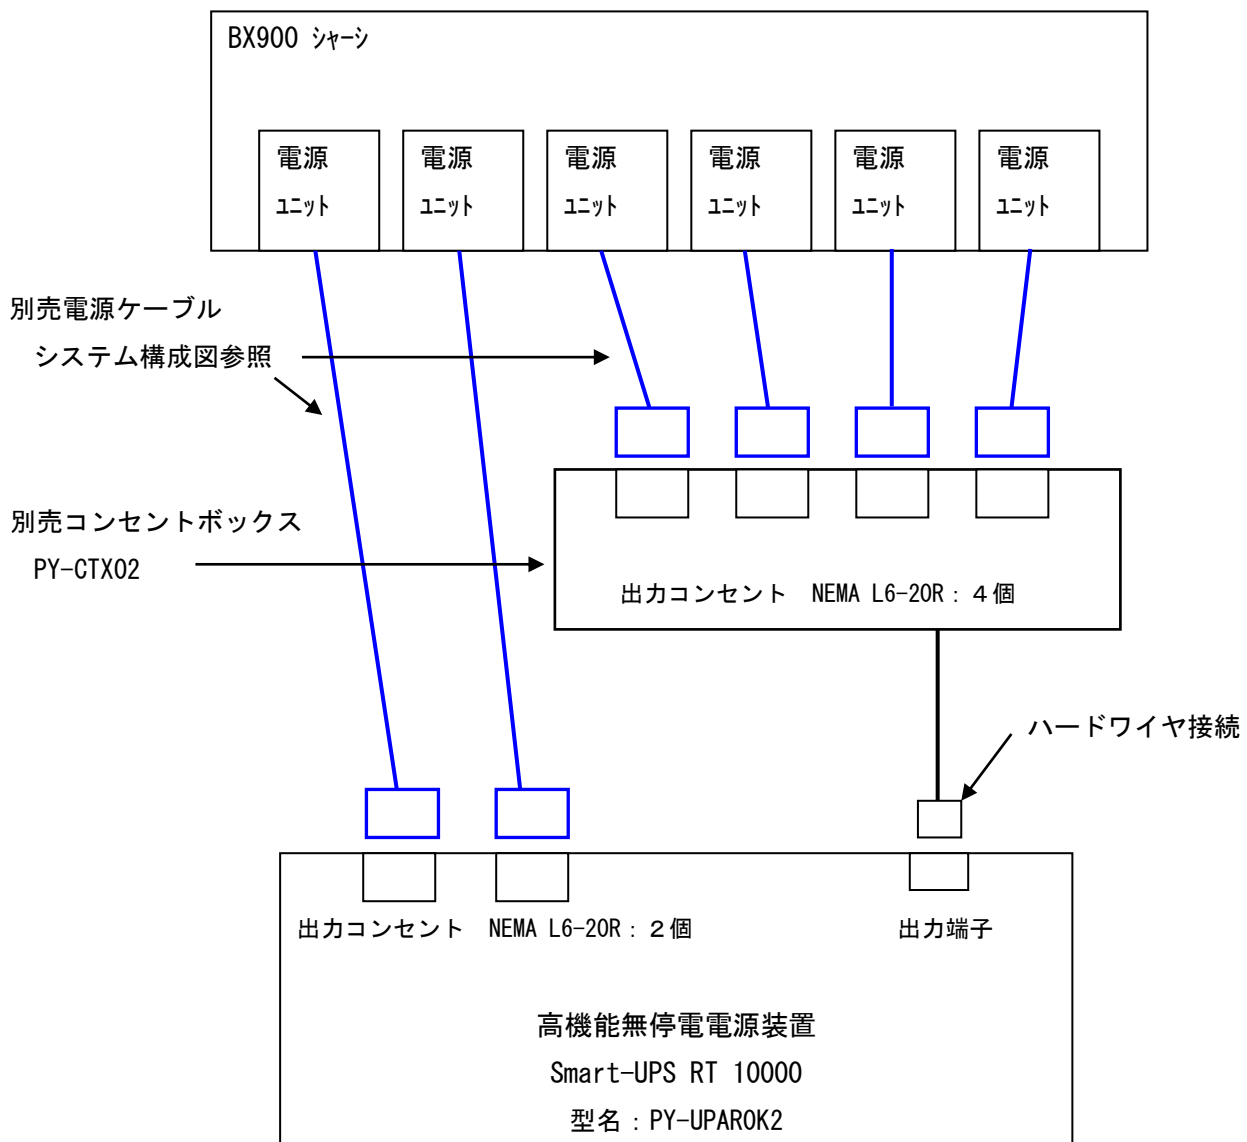 BX900 ｼｬｰｼ
電源 電源 電源 電源 電源 電源
ﾕﾆｯﾄ ﾕﾆｯﾄ ﾕﾆｯﾄ ﾕﾆｯﾄ ﾕﾆｯﾄ ﾕﾆｯﾄ
別売電源ケーブル
システム構成図参照
別売コンセントボックス
PY-CTX02
出力コンセント　NEMA L6-20R：４個
ハードワイヤ接続
出力コンセント　NEMA L6-20R：２個
出力端子
高機能無停電電源装置
Smart-UPS RT 10000
型名：PY-UPAR0K2